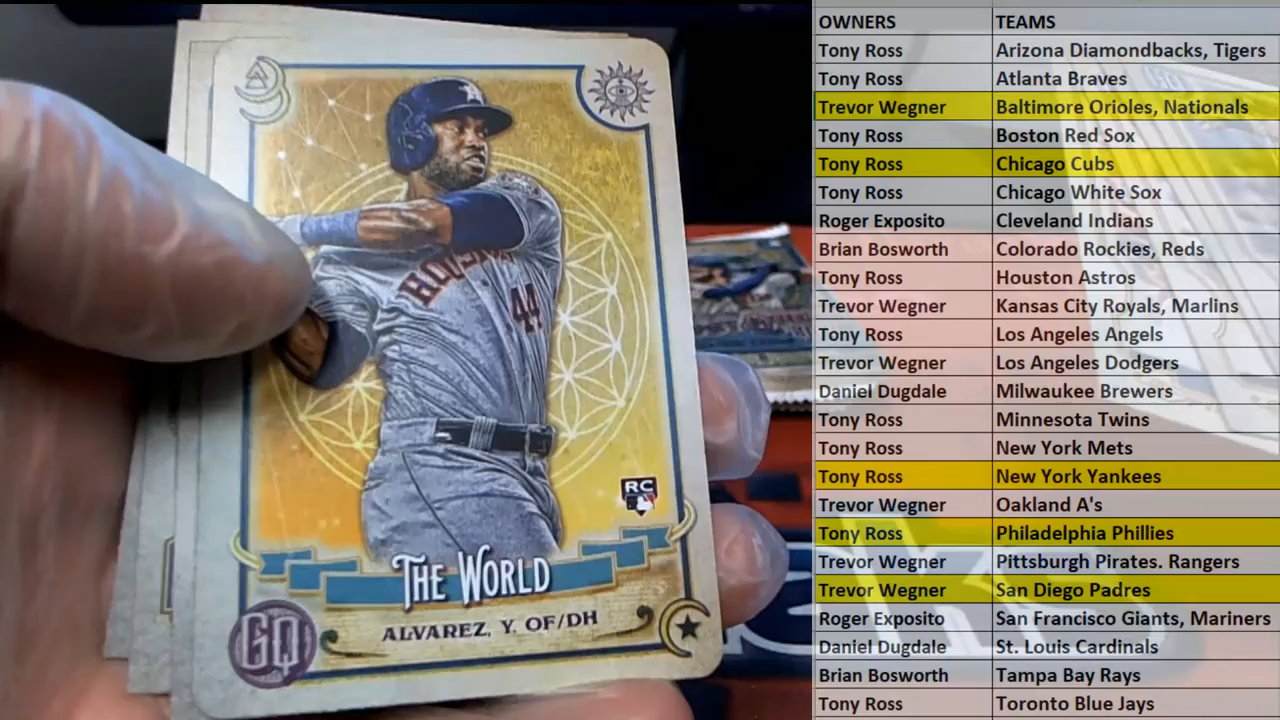 HOUSTON
44
RC
THE WORLD
ALVAREZ, Y. OF/DH
GQ
OWNERS TEAMS
Tony Ross Arizona Diamondbacks, Tigers
Tony Ross Atlanta Braves
Trevor Wegner Baltimore Orioles, Nationals
Tony Ross Boston Red Sox
Tony Ross Chicago Cubs
Tony Ross Chicago White Sox
Roger Exposito Cleveland Indians
Brian Bosworth Colorado Rockies, Reds
Tony Ross Houston Astros
Trevor Wegner Kansas City Royals, Marlins
Tony Ross Los Angeles Angels
Trevor Wegner Los Angeles Dodgers
Daniel Dugdale Milwaukee Brewers
Tony Ross Minnesota Twins
Tony Ross New York Mets
Tony Ross New York Yankees
Trevor Wegner Oakland A's
Tony Ross Philadelphia Phillies
Trevor Wegner Pittsburgh Pirates. Rangers
Trevor Wegner San Diego Padres
Roger Exposito San Francisco Giants, Mariners
Daniel Dugdale St. Louis Cardinals
Brian Bosworth Tampa Bay Rays
Tony Ross Toronto Blue Jays